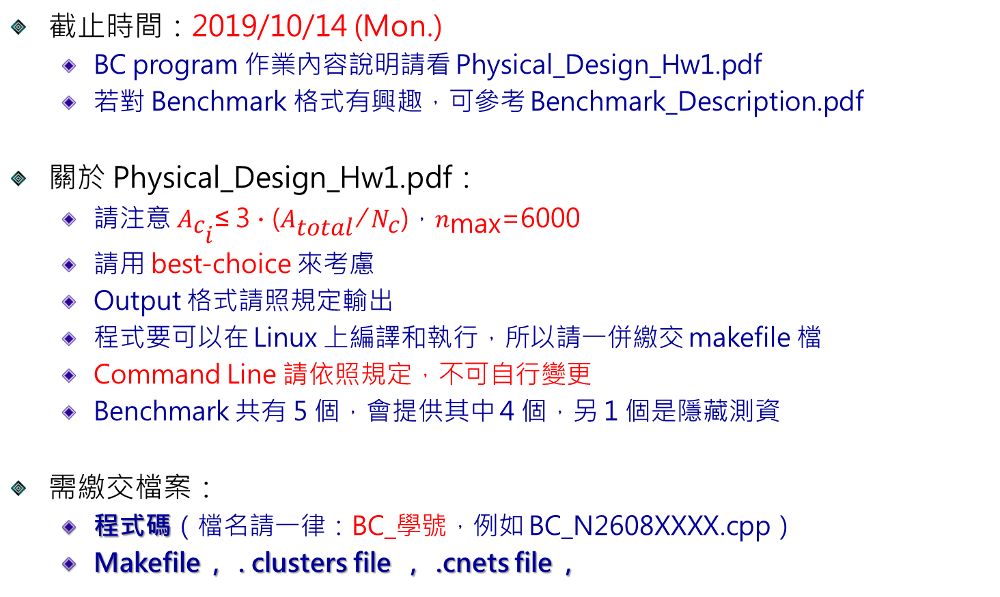 截止時間：2019/10/14 (Mon.)
BC program 作業內容說明請看 Physical_Design_Hw1.pdf
若對 Benchmark 格式有興趣，可參考 Benchmark_Description.pdf
關於 Physical_Design_Hw1.pdf：
請注意 A_{c_i} ≤ 3 · (A_{total}/N_c)，n_{max}=6000
請用 best-choice 來考慮
Output 格式請照規定輸出
程式要可以在 Linux 上編譯和執行，所以請一併繳交 makefile 檔
Command Line 請依照規定，不可自行變更
Benchmark 共有 5 個，會提供其中 4 個，另 1 個是隱藏測資
需繳交檔案：
程式碼（檔名請一律：BC_學號，例如 BC_N2608XXXX.cpp）
Makefile， . clusters file ， .cnets file，